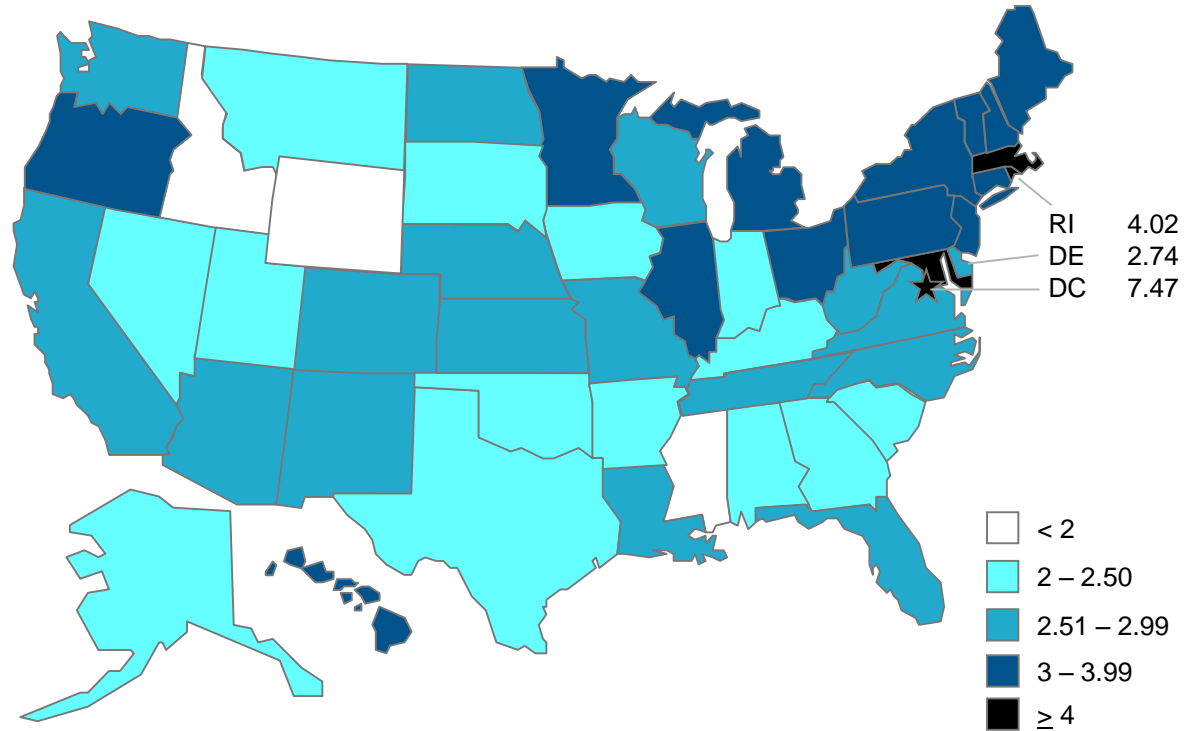 RI 4.02
DE 2.74
DC 7.47
< 2
2 – 2.50
2.51 – 2.99
3 – 3.99
≥ 4